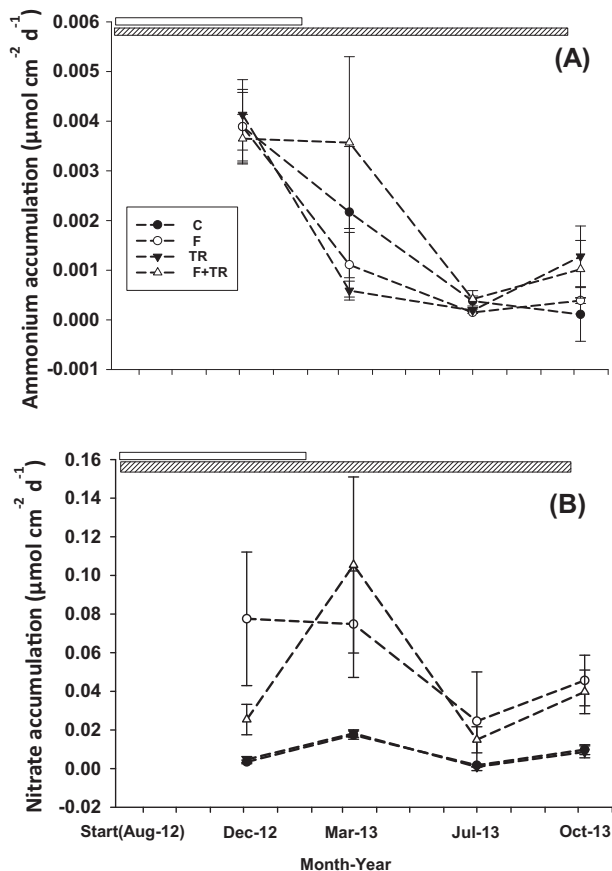 0.006
(A)
0.005
0.004
0.003
0.002
0.001
0.000
-0.001
Ammonium accumulation (µmol cm⁻² d⁻¹)
C
F
TR
F+TR
0.16
(B)
0.14
0.12
0.10
0.08
0.06
0.04
0.02
0.00
-0.02
Nitrate accumulation (µmol cm⁻² d⁻¹)
Start(Aug-12) Dec-12 Mar-13 Jul-13 Oct-13
Month-Year